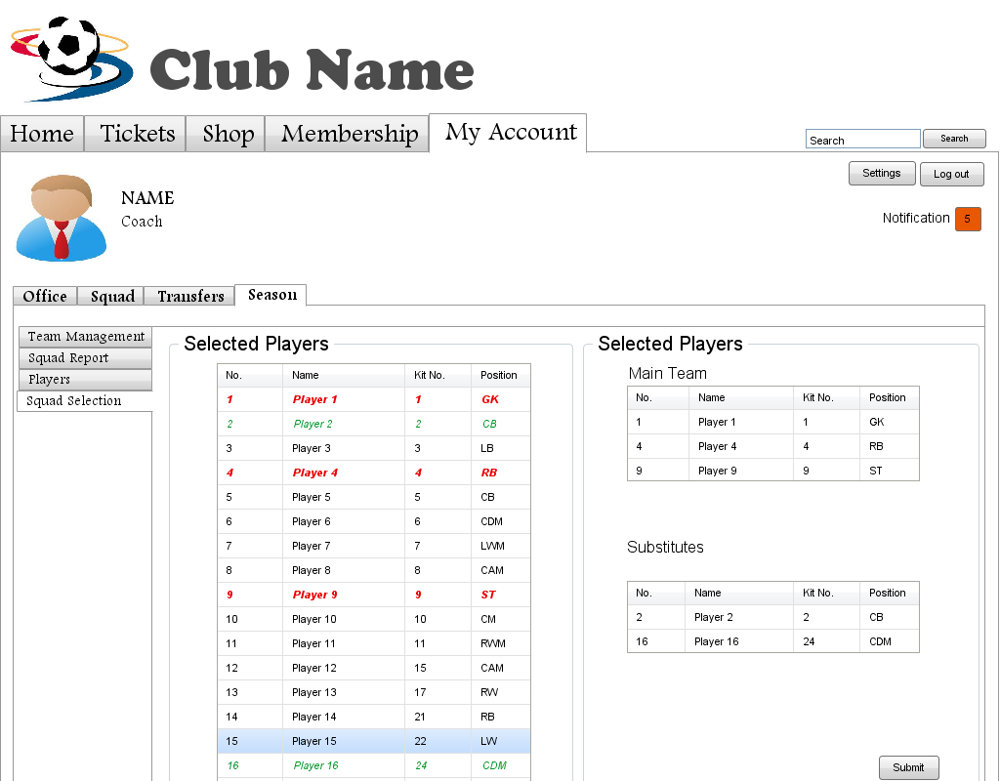 Club Name
Home Tickets Shop Membership My Account Search Search
Settings Log out
NAME
Coach
Notification 5
Office Squad Transfers Season
Team Management
Squad Report
Players
Squad Selection
Selected Players
No. Name Kit No. Position
1 Player 1 1 GK
2 Player 2 2 CB
3 Player 3 3 LB
4 Player 4 4 RB
5 Player 5 5 CB
6 Player 6 6 CDM
7 Player 7 7 LWM
8 Player 8 8 CAM
9 Player 9 9 ST
10 Player 10 10 CM
11 Player 11 11 RWM
12 Player 12 15 CAM
13 Player 13 17 RW
14 Player 14 21 RB
15 Player 15 22 LW
16 Player 16 24 CDM
Selected Players
Main Team
No. Name Kit No. Position
1 Player 1 1 GK
4 Player 4 4 RB
9 Player 9 9 ST
Substitutes
No. Name Kit No. Position
2 Player 2 2 CB
16 Player 16 24 CDM
Submit